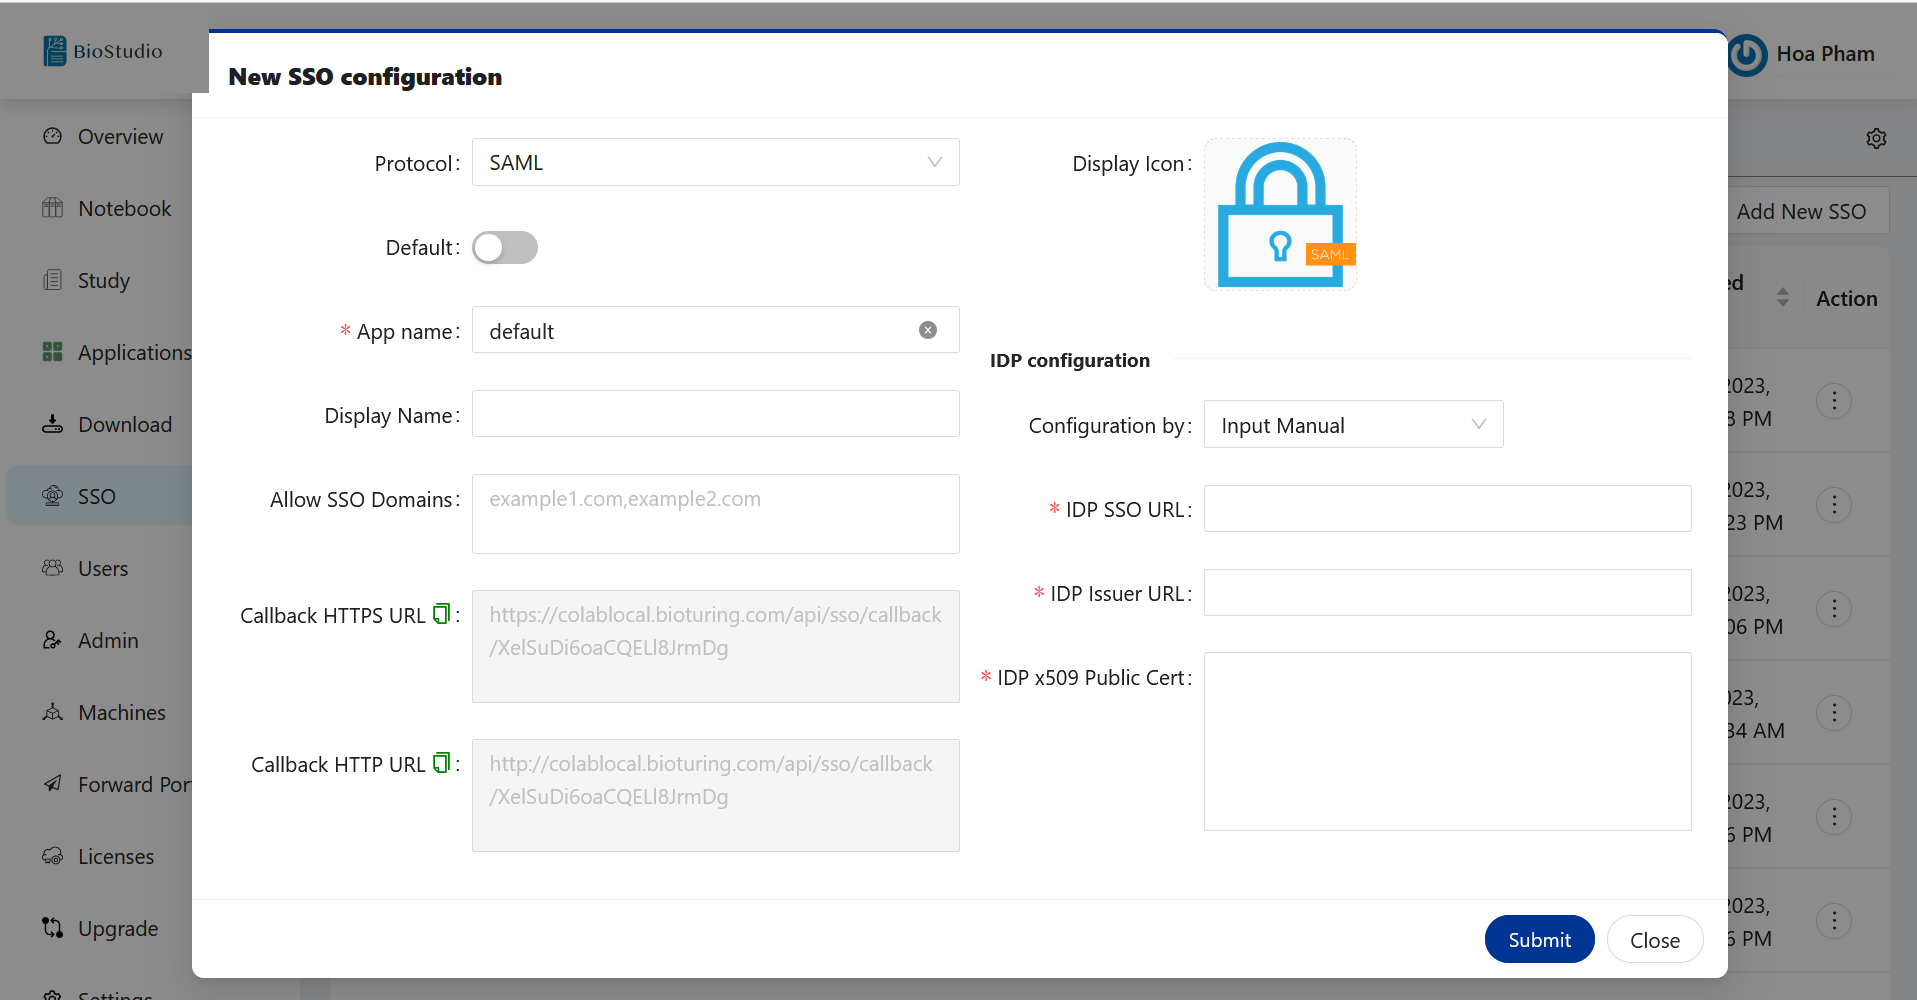 BioStudio
Hoa Pham
New SSO configuration
Overview
Notebook
Study
Applications
Download
SSO
Users
Admin
Machines
Forward Por
Licenses
Upgrade
Settings
Protocol:
SAML
Default:
* App name:
default
Display Name:
Allow SSO Domains:
example1.com,example2.com
Callback HTTPS URL :
https://colablocal.bioturing.com/api/sso/callback
/XelSuDi6oaCQELl8JrmDg
Callback HTTP URL :
http://colablocal.bioturing.com/api/sso/callback
/XelSuDi6oaCQELl8JrmDg
Display Icon:
SAML
IDP configuration
Configuration by:
Input Manual
* IDP SSO URL:
* IDP Issuer URL:
* IDP x509 Public Cert:
Submit
Close
Add New SSO
ed
Action
2023,
3 PM
2023,
23 PM
2023,
06 PM
023,
34 AM
2023,
6 PM
2023,
6 PM